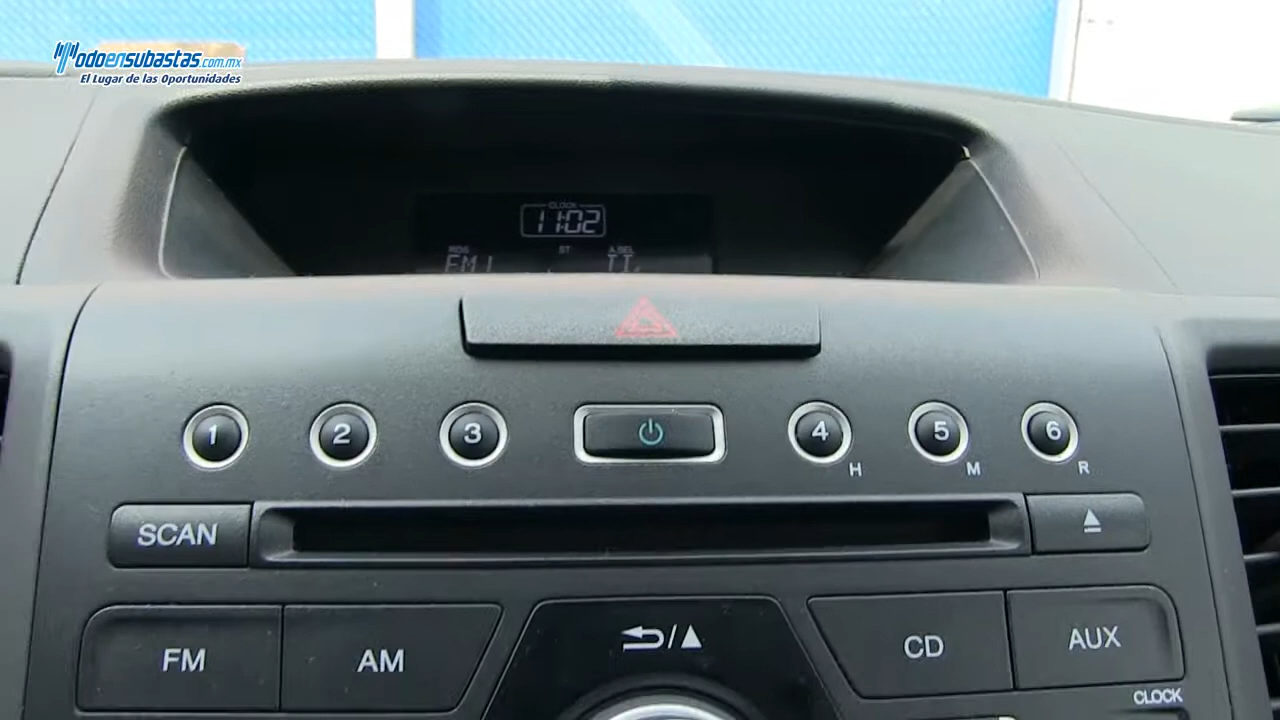 Todoensubastas.com.mx
El Lugar de las Oportunidades
CLOCK
11:02
RDS ST A.SEL
FM1
1 2 3 4 5 6
H M R
SCAN
FM AM CD AUX
CLOCK